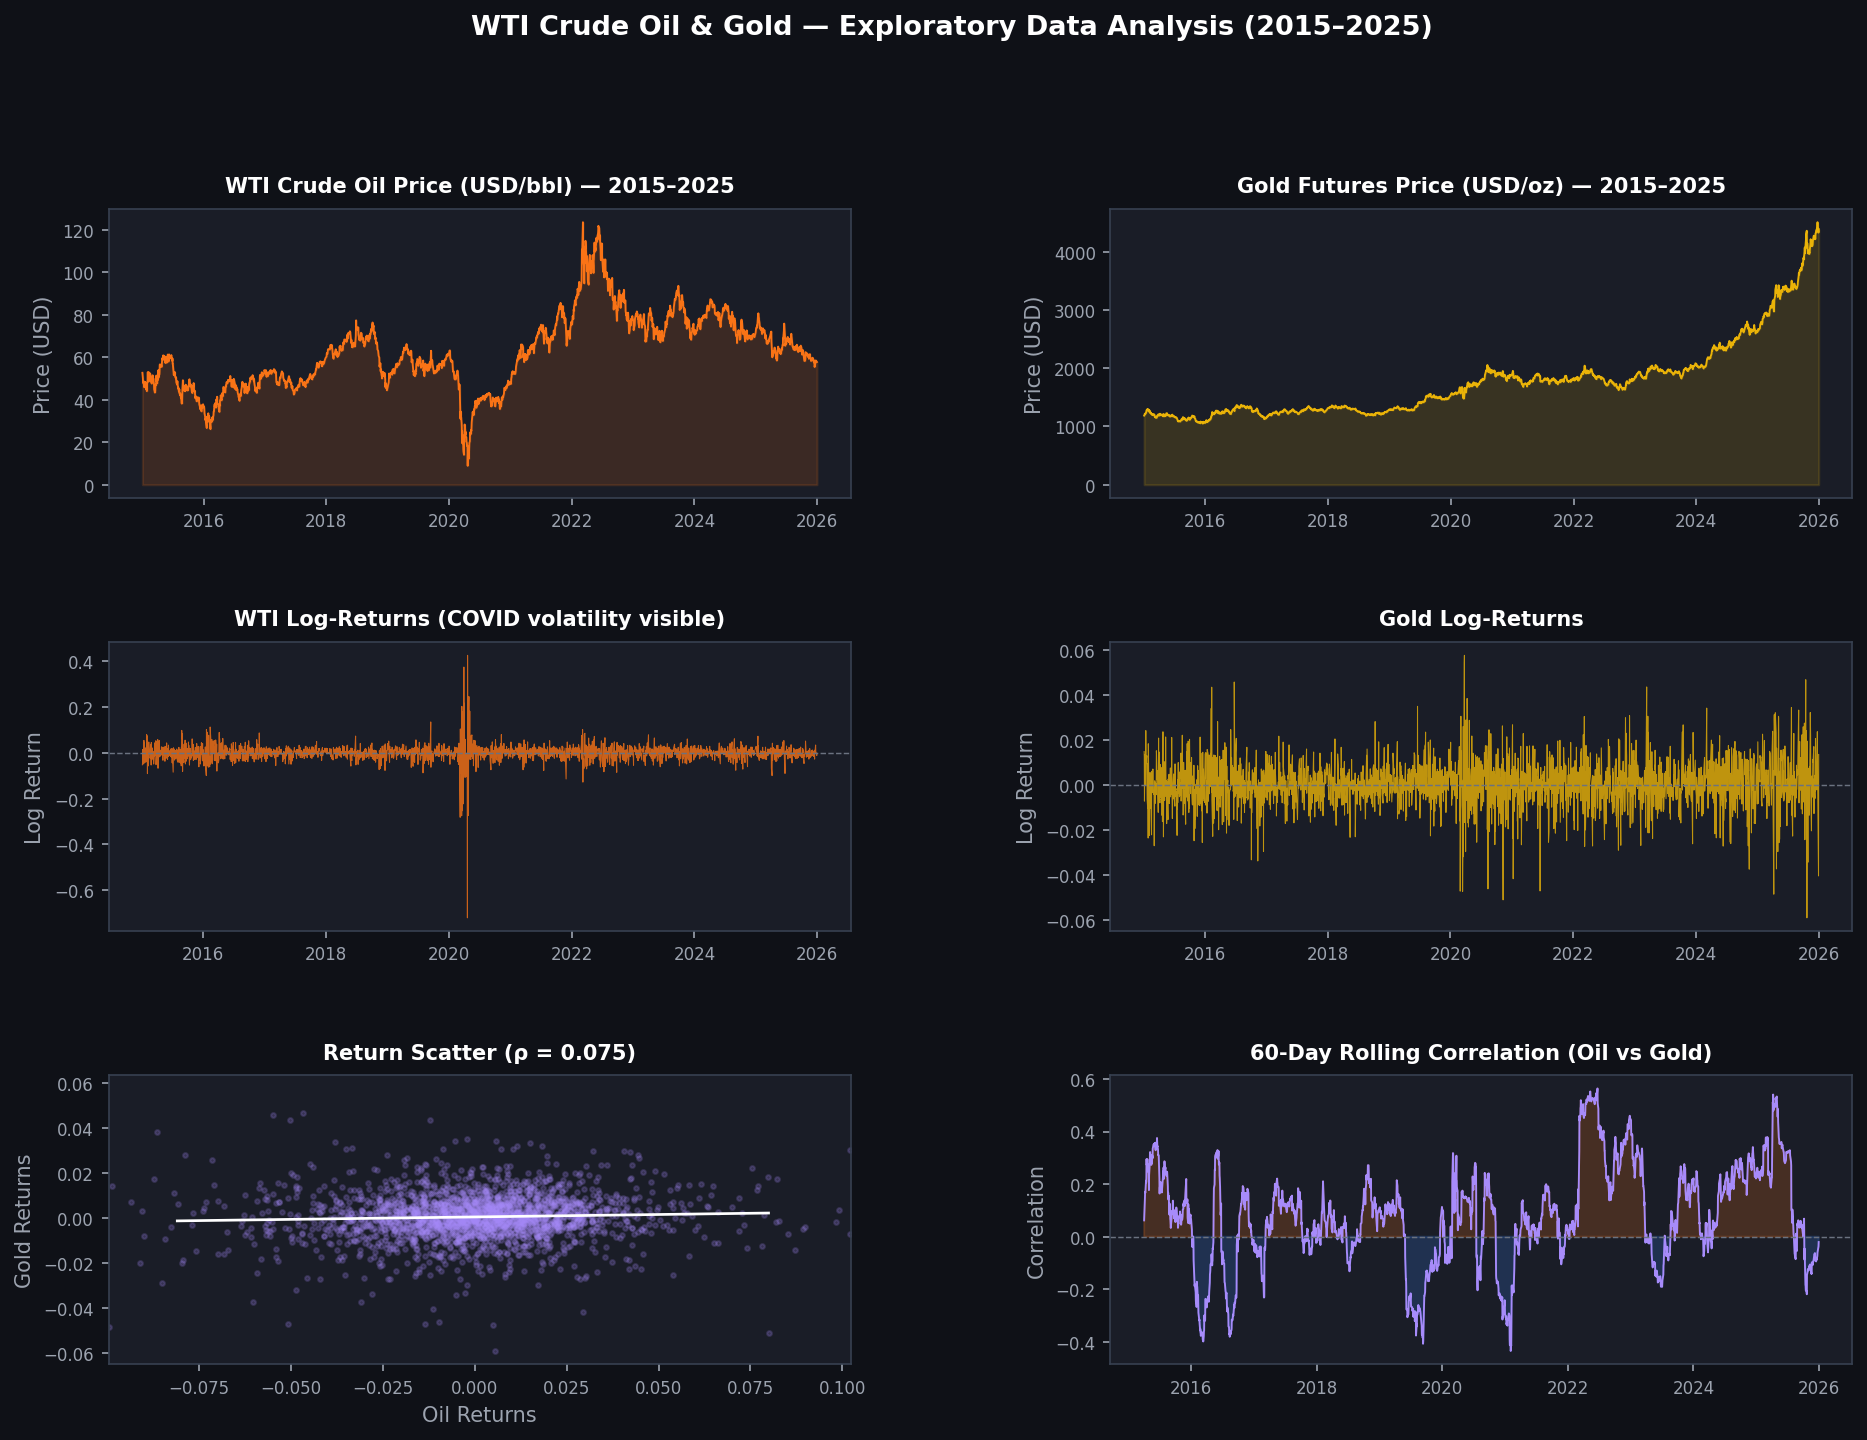 WTI Crude Oil & Gold — Exploratory Data Analysis (2015–2025)
WTI Crude Oil Price (USD/bbl) — 2015–2025
Price (USD)
120
100
80
60
40
20
0
2016 2018 2020 2022 2024 2026
Gold Futures Price (USD/oz) — 2015–2025
Price (USD)
4000
3000
2000
1000
0
2016 2018 2020 2022 2024 2026
WTI Log-Returns (COVID volatility visible)
Log Return
0.4
0.2
0.0
−0.2
−0.4
−0.6
2016 2018 2020 2022 2024 2026
Gold Log-Returns
Log Return
0.06
0.04
0.02
0.00
−0.02
−0.04
−0.06
2016 2018 2020 2022 2024 2026
Return Scatter (ρ = 0.075)
Gold Returns
0.06
0.04
0.02
0.00
−0.02
−0.04
−0.06
−0.075 −0.050 −0.025 0.000 0.025 0.050 0.075 0.100
Oil Returns
60-Day Rolling Correlation (Oil vs Gold)
Correlation
0.6
0.4
0.2
0.0
−0.2
−0.4
2016 2018 2020 2022 2024 2026